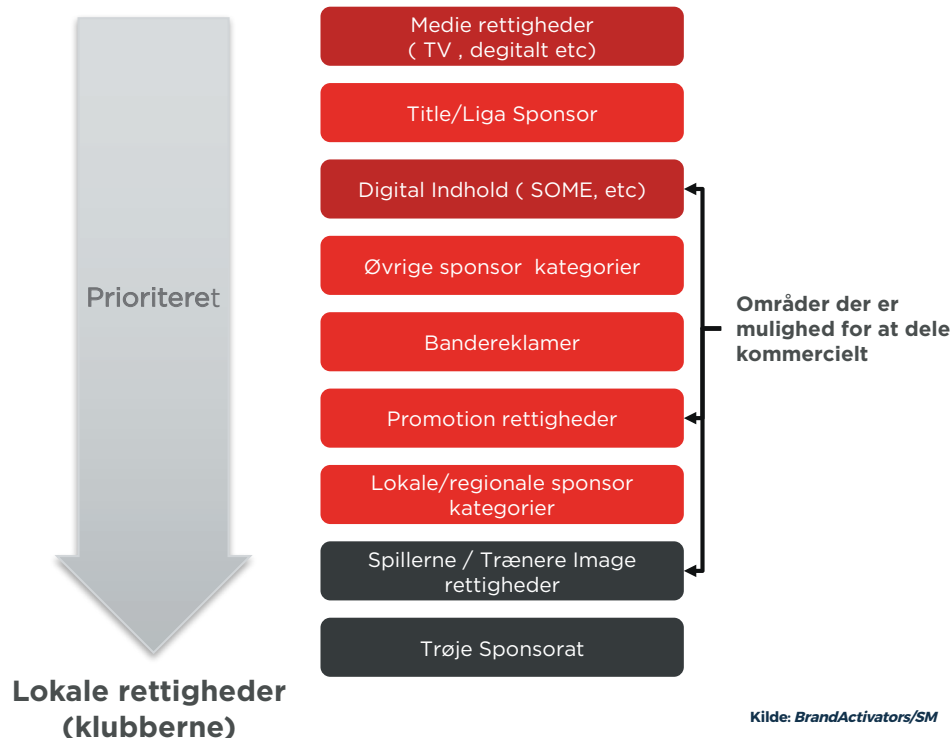 Medie rettigheder
( TV , degitalt etc)
Title/Liga Sponsor
Digital Indhold ( SOME, etc)
Øvrige sponsor kategorier
Prioriteret
Områder der er
mulighed for at dele
kommercielt
Bandereklamer
Promotion rettigheder
Lokale/regionale sponsor
kategorier
Spillerne / Trænere Image
rettigheder
Trøje Sponsorat
Lokale rettigheder
(klubberne)
Kilde: BrandActivators/SM